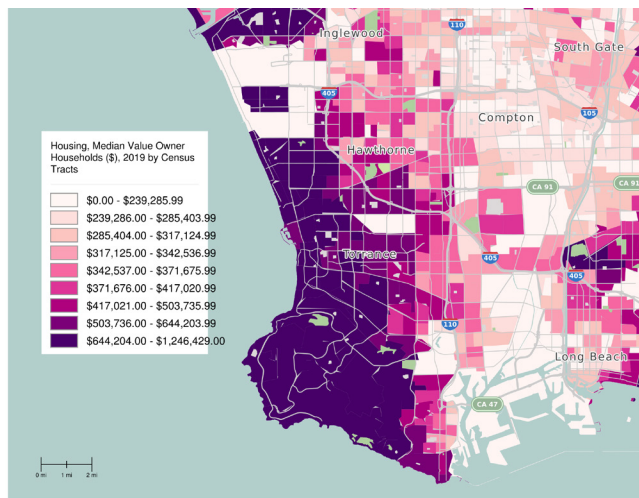 110
Inglewood
South Gate
405
105
Compton
Housing, Median Value Owner
Households ($), 2019 by Census
Tracts
Hawthorne
CA 91
CA 91
$0.00 - $239,285.99
$239,286.00 - $285,403.99
$285,404.00 - $317,124.99
$317,125.00 - $342,536.99
$342,537.00 - $371,675.99
$371,676.00 - $417,020.99
$417,021.00 - $503,735.99
$503,736.00 - $644,203.99
$644,204.00 - $1,246,429.00
Torrance
405
405
110
Long Beach
CA 47
0 mi 1 mi 2 mi